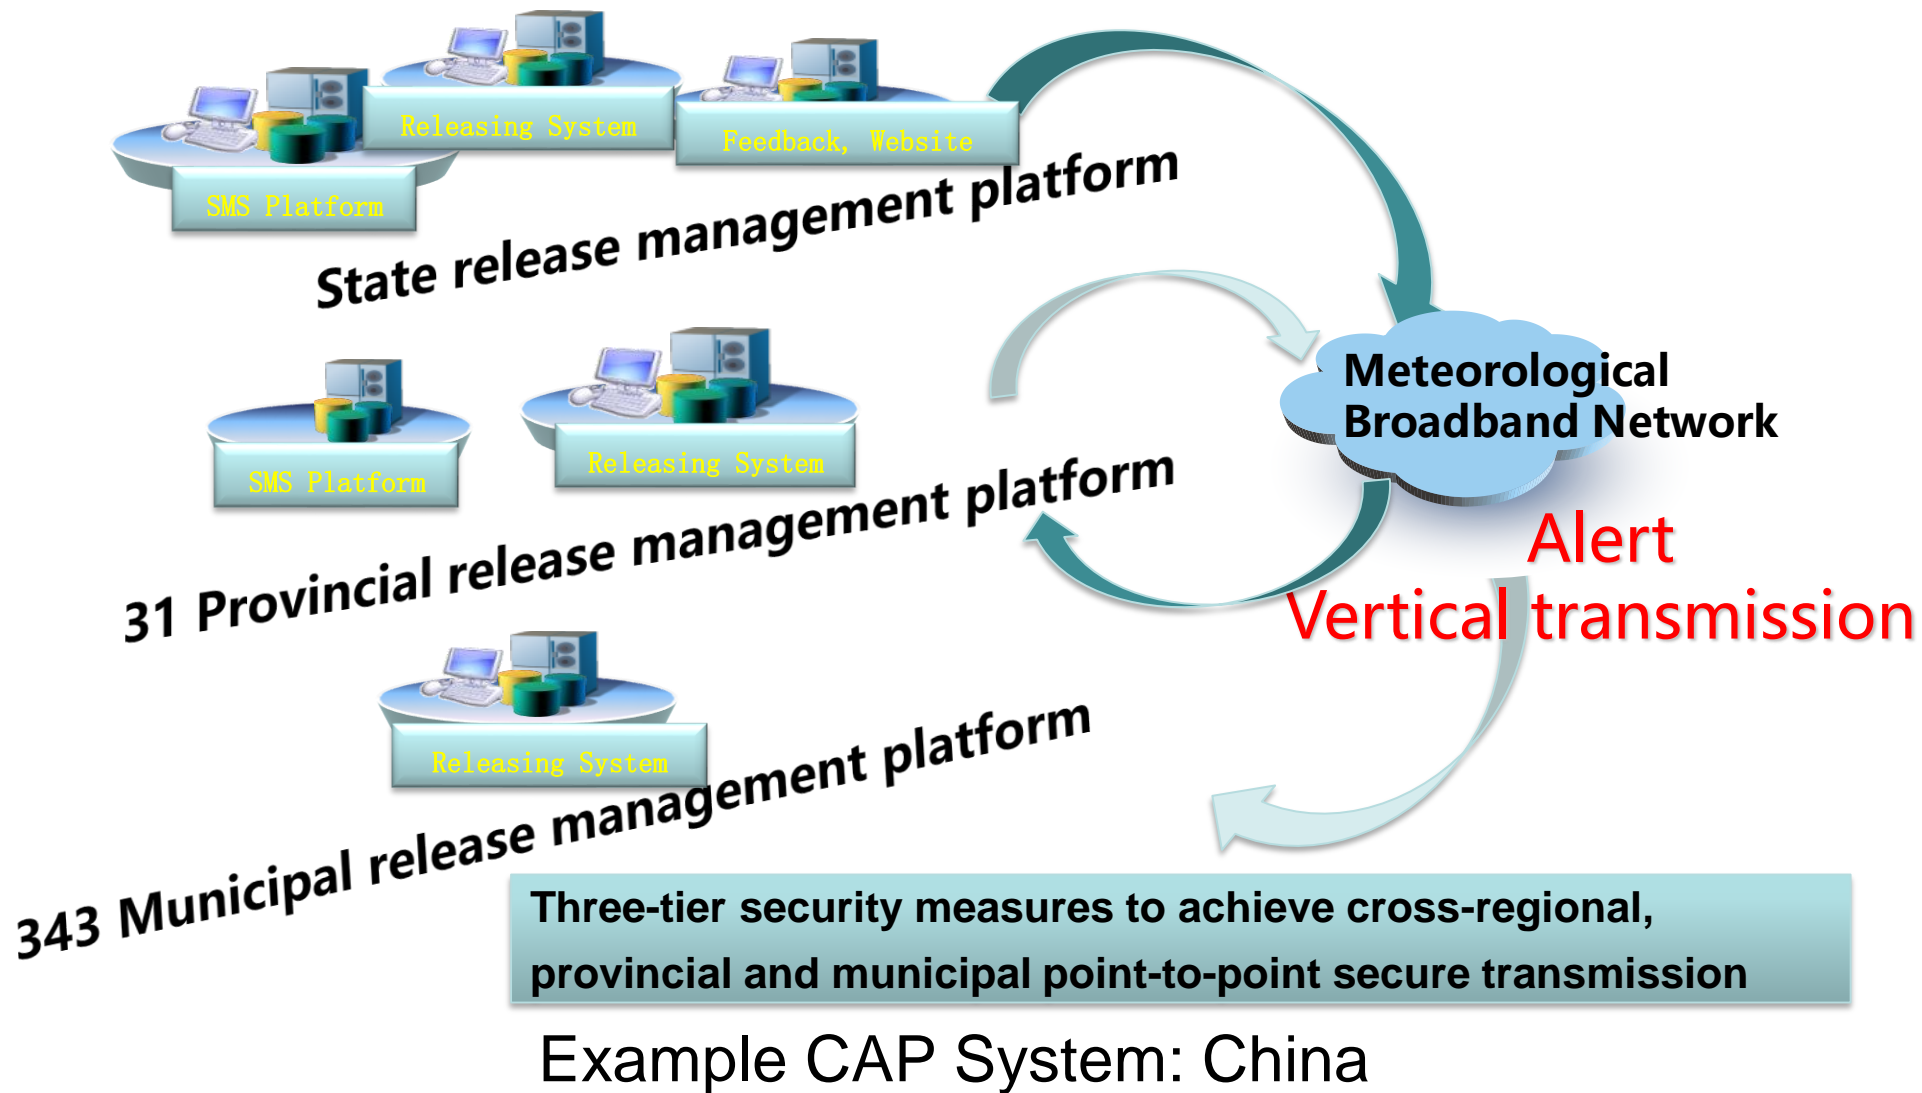 Releasing System
Feedback, Website
SMS Platform
State release management platform
Meteorological
Broadband Network
Releasing System
SMS Platform
31 Provincial release management platform
Alert
Vertical transmission
Releasing System
343 Municipal release management platform
Three-tier security measures to achieve cross-regional,
provincial and municipal point-to-point secure transmission
Example CAP System: China